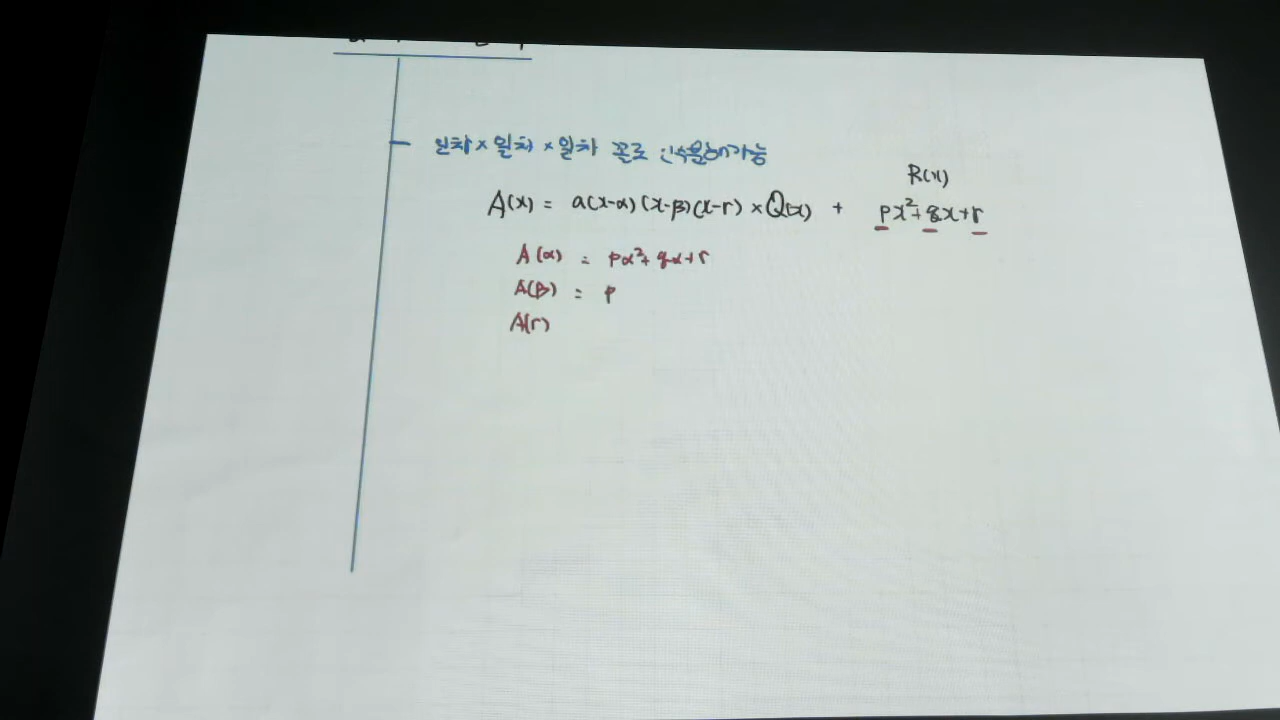 일차×일차×일차 꼴로 인수분해가능
R(x)
A(x) = a(x-α)(x-β)(x-r)×Q(x) + px²+qx+r
A(α) = pα²+qα+r
A(β) = p
A(r)